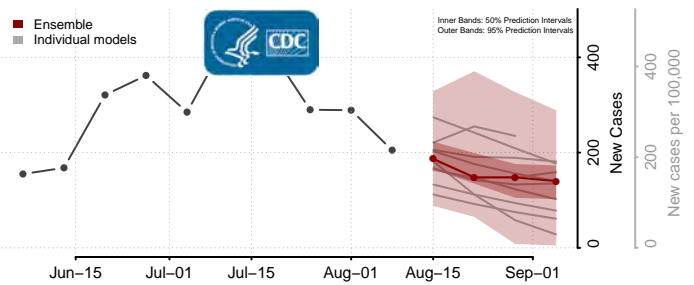 Ensemble
Individual models
CDC
Inner Bands: 50% Prediction Intervals
Outer Bands: 95% Prediction Intervals
400
200
0
New Cases
400
200
0
New cases per 100,000
Jun–15
Jul–01
Jul–15
Aug–01
Aug–15
Sep–01